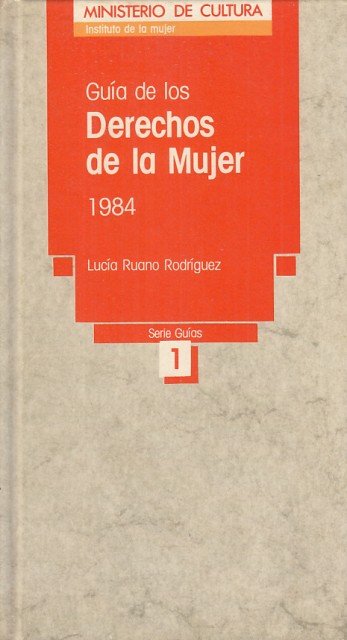 MINISTERIO DE CULTURA
Instituto de la mujer
Guía de los
Derechos
de la Mujer
1984
Lucía Ruano Rodríguez
Serie Guías
1